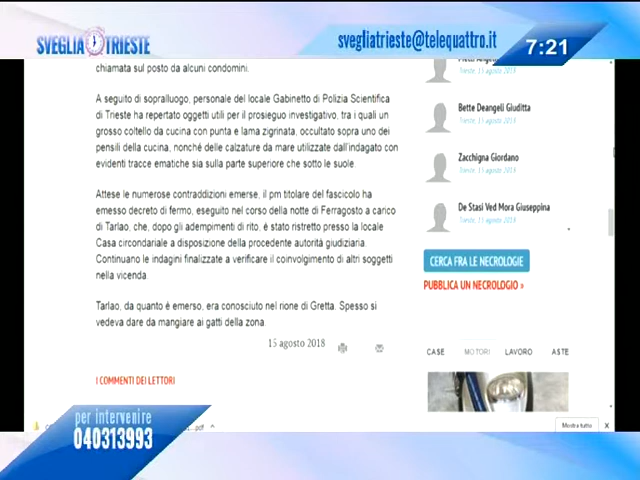 SVEGLIA TRIESTE
svegliatrieste@telequattro.it
7:21
chiamata sul posto da alcuni condomini.
A seguito di sopralluogo, personale del locale Gabinetto di Polizia Scientifica
di Trieste ha repertato oggetti utili per il prosieguo investigativo, tra i quali un
grosso coltello da cucina con punta e lama zigrinata, occultato sopra uno dei
pensili della cucina, nonché delle calzature da mare utilizzate dall'indagato con
evidenti tracce ematiche sia sulla parte superiore che sotto le suole.
Attese le numerose contraddizioni emerse, il pm titolare del fascicolo ha
emesso decreto di fermo, eseguito nel corso della notte di Ferragosto a carico
di Tarlao, che, dopo gli adempimenti di rito, è stato ristretto presso la locale
Casa circondariale a disposizione della procedente autorità giudiziaria.
Continuano le indagini finalizzate a verificare il coinvolgimento di altri soggetti
nella vicenda.
Tarlao, da quanto è emerso, era conosciuto nel rione di Gretta. Spesso si
vedeva dare da mangiare ai gatti della zona.
15 agosto 2018
I COMMENTI DEI LETTORI
Trieste, 15 agosto 2018
Bette Deangeli Giuditta
Trieste, 15 agosto 2018
Zacchigna Giordano
Trieste, 15 agosto 2018
De Stasi Ved Mora Giuseppina
Trieste, 15 agosto 2018
CERCA FRA LE NECROLOGIE
PUBBLICA UN NECROLOGIO »
CASE MOTORI LAVORO ASTE
.pdf
Mostra tutto X
per intervenire
040313993